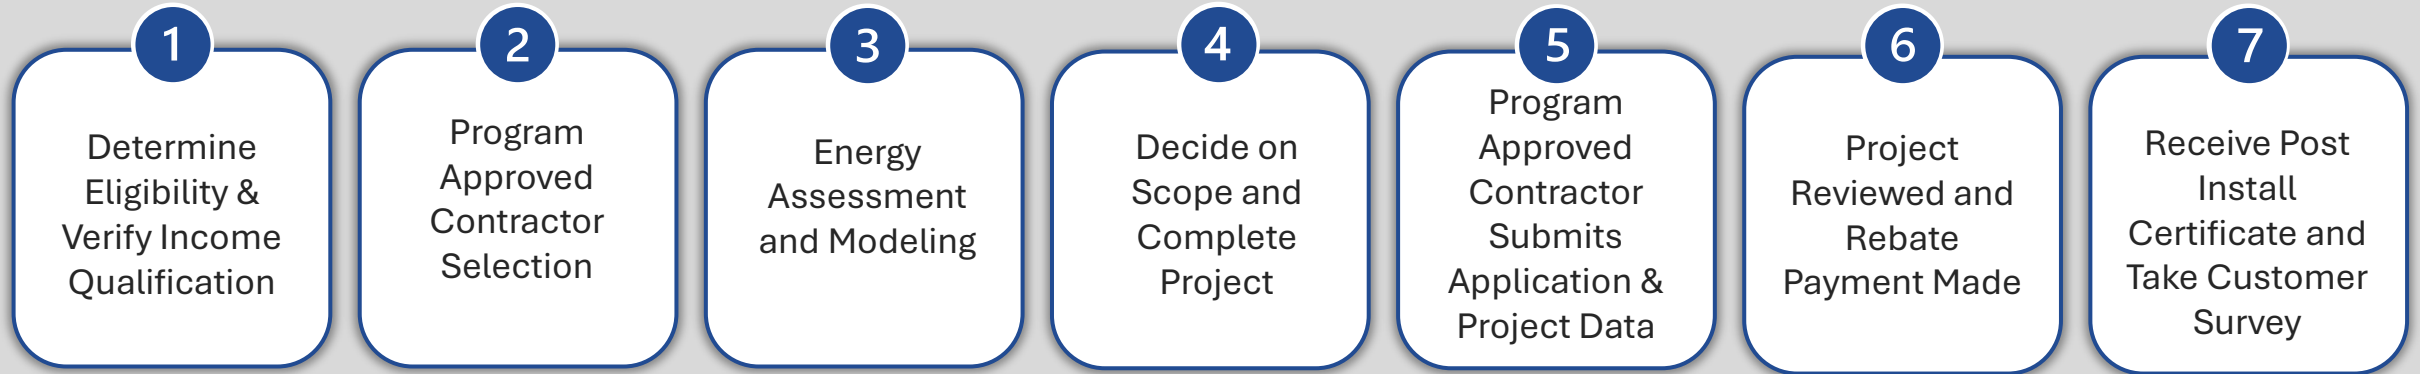 1
Determine
Eligibility &
Verify Income
Qualification
2
Program
Approved
Contractor
Selection
3
Energy
Assessment
and Modeling
4
Decide on
Scope and
Complete
Project
5
Program
Approved
Contractor
Submits
Application &
Project Data
6
Project
Reviewed and
Rebate
Payment Made
7
Receive Post
Install
Certificate and
Take Customer
Survey